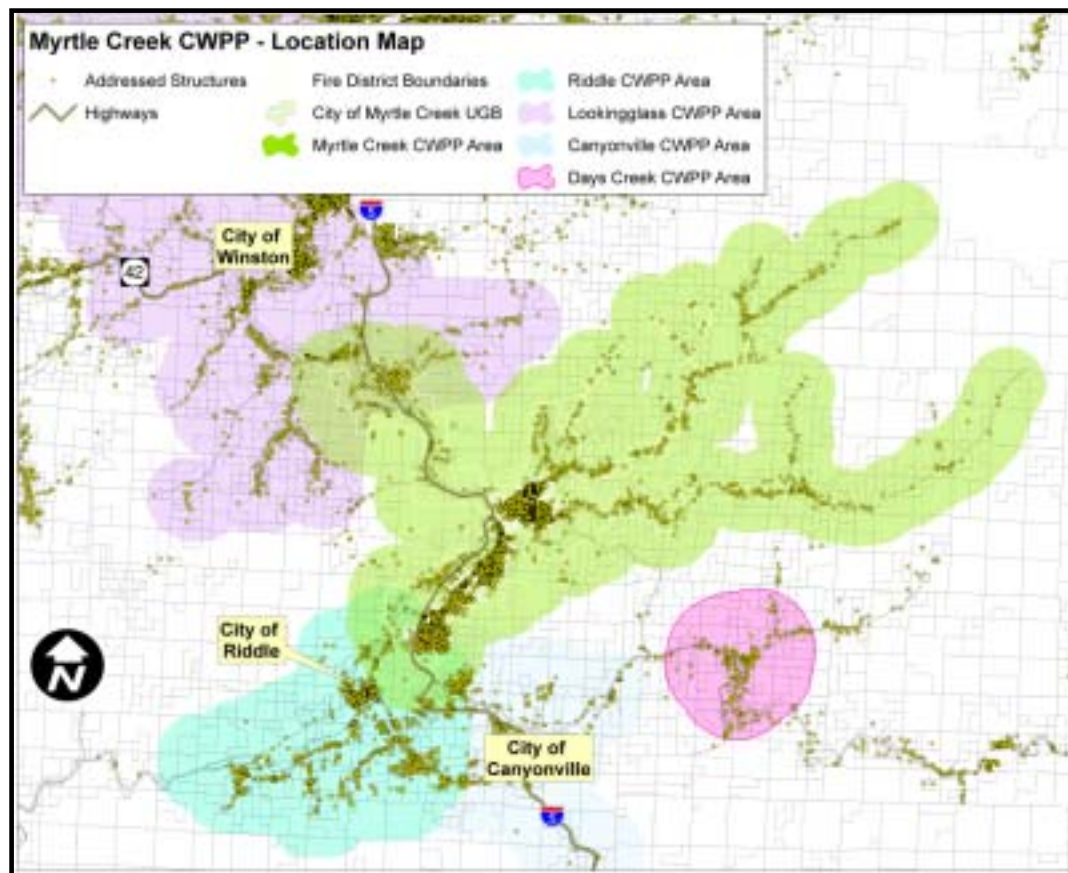 Myrtle Creek CWPP - Location Map
Addressed Structures
Highways
Fire District Boundaries
City of Myrtle Creek UGB
Myrtle Creek CWPP Area
Riddle CWPP Area
Lookingglass CWPP Area
Canyonville CWPP Area
Days Creek CWPP Area
5
City of
Winston
42
City of
Riddle
N
City of
Canyonville
5